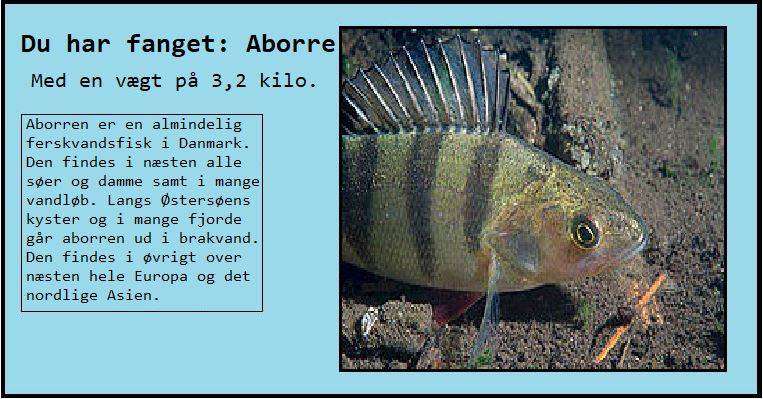 Du har fanget: Aborre
Med en vægt på 3,2 kilo.
Aborren er en almindelig
ferskvandsfisk i Danmark.
Den findes i næsten alle
søer og damme samt i mange
vandløb. Langs Østersøens
kyster og i mange fjorde
går aborren ud i brakvand.
Den findes i øvrigt over
næsten hele Europa og det
nordlige Asien.